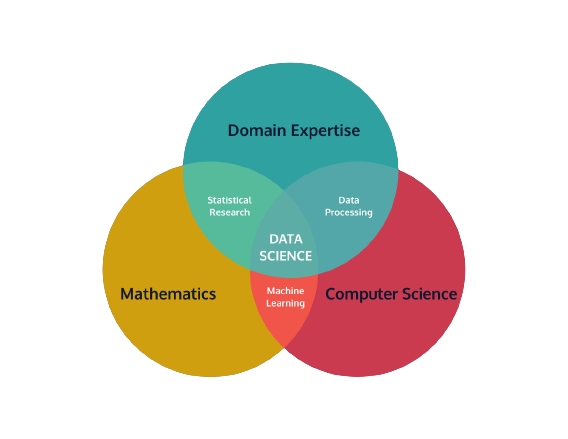 Domain Expertise
Statistical
Research
Data
Processing
DATA
SCIENCE
Mathematics
Machine
Learning
Computer Science